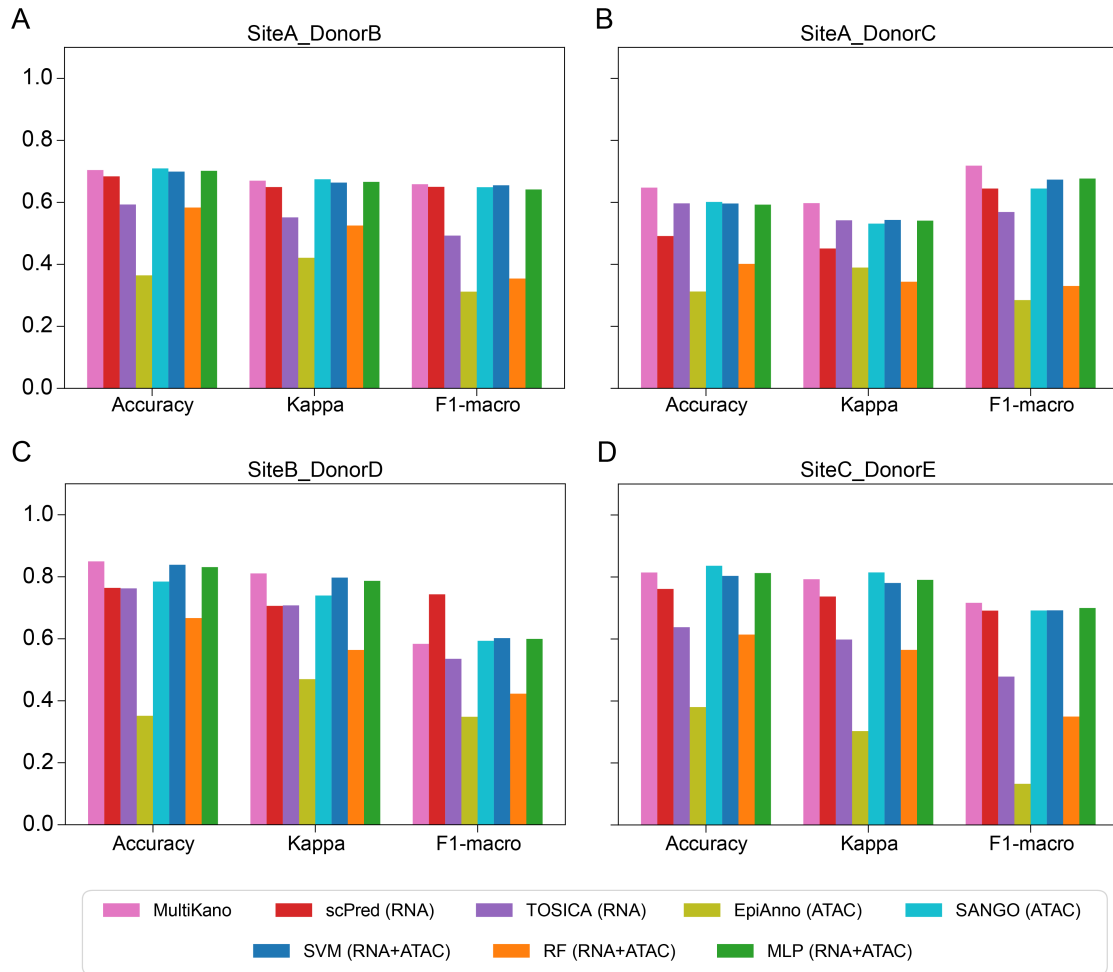 A
SiteA_DonorB
1.0
0.8
0.6
0.4
0.2
0.0
Accuracy Kappa F1-macro
B
SiteA_DonorC
Accuracy Kappa F1-macro
C
SiteB_DonorD
1.0
0.8
0.6
0.4
0.2
0.0
Accuracy Kappa F1-macro
D
SiteC_DonorE
Accuracy Kappa F1-macro
MultiKano scPred (RNA) TOSICA (RNA) EpiAnno (ATAC) SANGO (ATAC)
SVM (RNA+ATAC) RF (RNA+ATAC) MLP (RNA+ATAC)